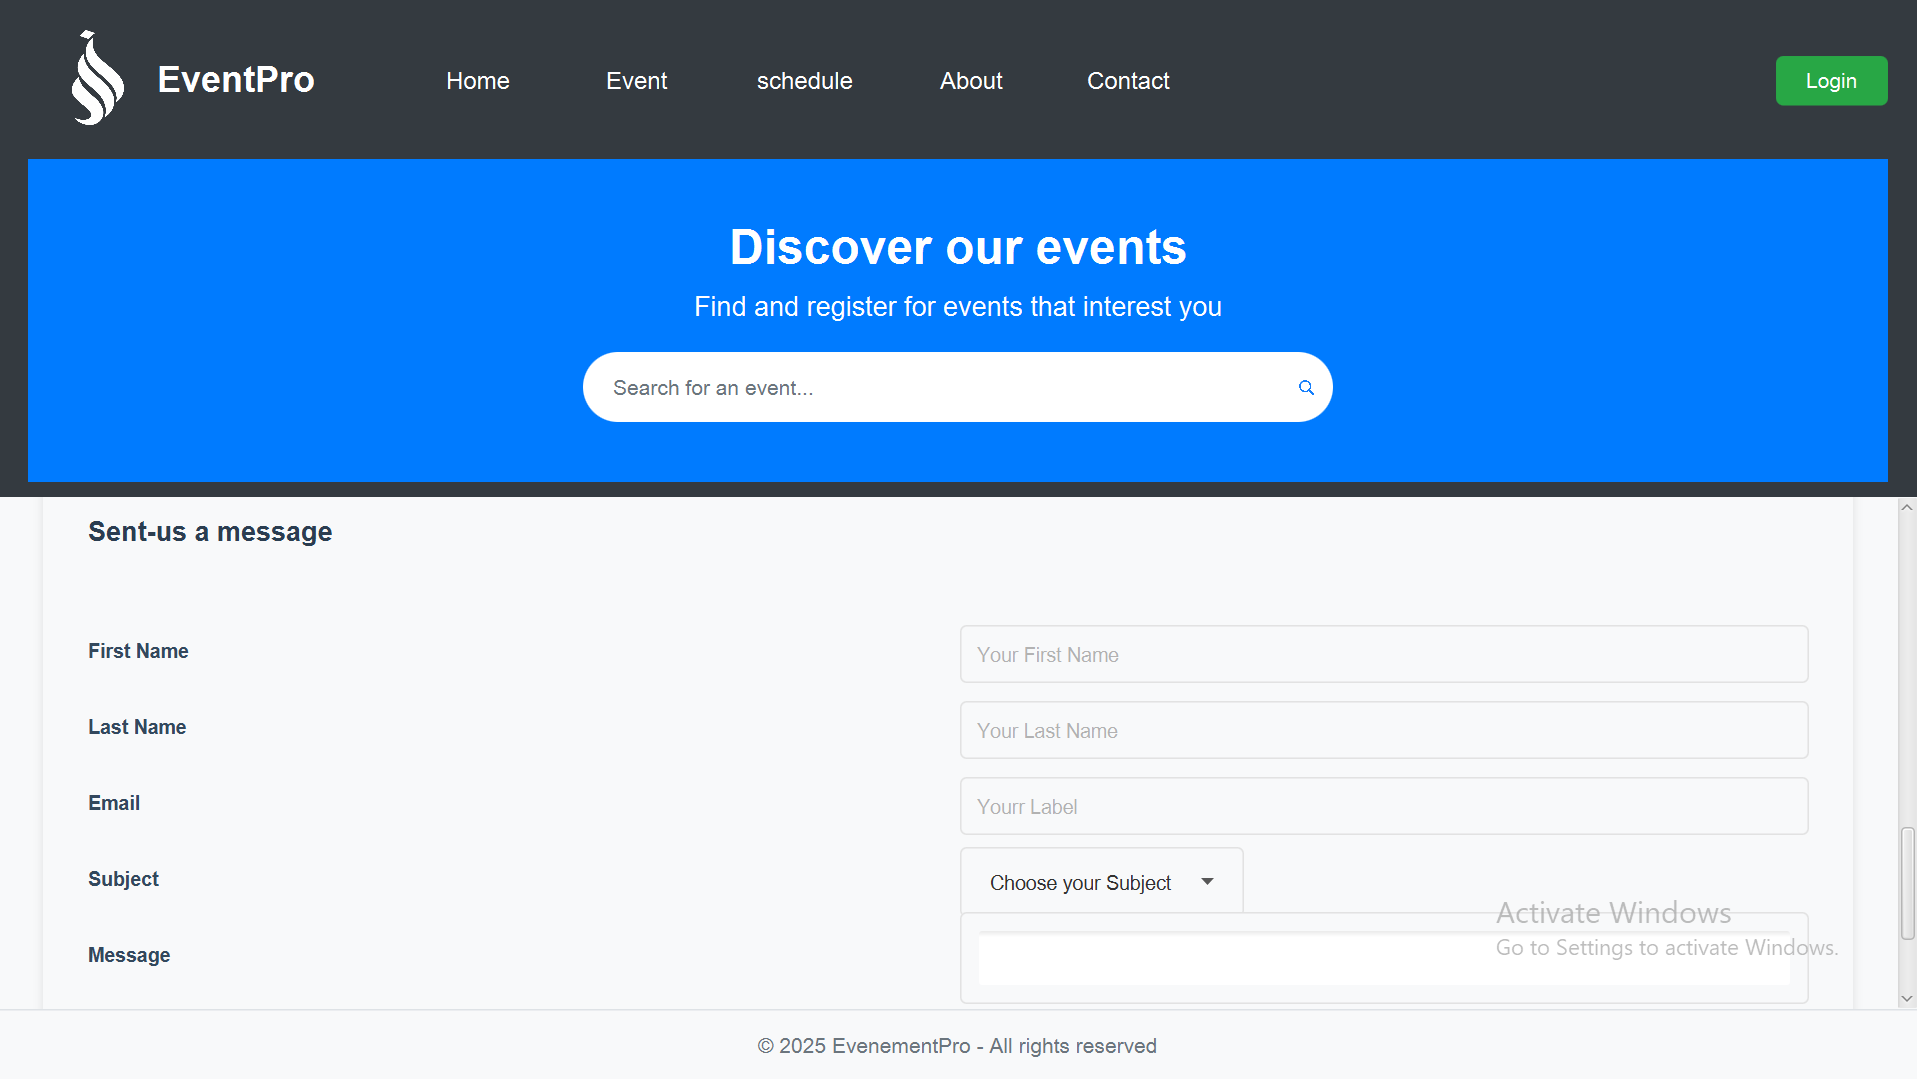 EventPro
Home
Event
schedule
About
Contact
Login
Discover our events
Find and register for events that interest you
Search for an event...
Sent-us a message
First Name
Your First Name
Last Name
Your Last Name
Email
Yourr Label
Subject
Choose your Subject
Message
Activate Windows
Go to Settings to activate Windows.
© 2025 EvenementPro - All rights reserved